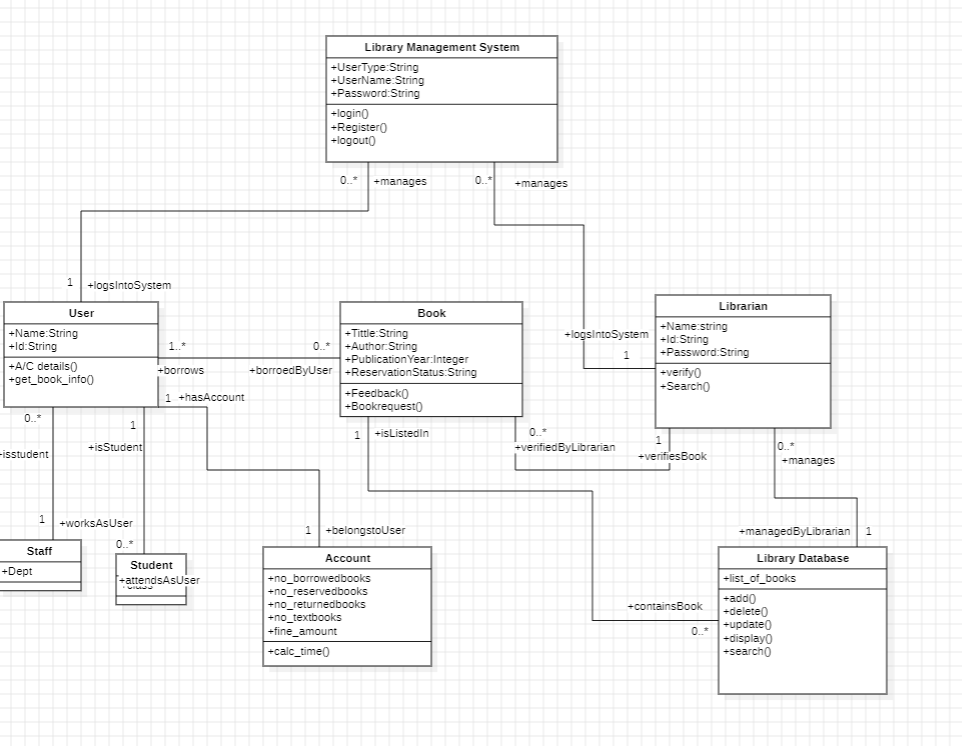 Library Management System
+UserType:String
+UserName:String
+Password:String
+login()
+Register()
+logout()
0..*
+manages
0..*
+manages
1
+logsIntoSystem
User
+Name:String
+Id:String
+A/C details()
+get_book_info()
1..*
+borrows
0..*
+borroedByUser
Book
+Tittle:String
+Author:String
+PublicationYear:Integer
+ReservationStatus:String
+Feedback()
+Bookrequest()
+logsIntoSystem
1
Librarian
+Name:string
+Id:String
+Password:String
+verify()
+Search()
1
+hasAccount
0..*
isstudent
1
+isStudent
1
+isListedIn
0..*
+verifiedByLibrarian
1
+verifiesBook
0..*
+manages
1
+worksAsUser
0..*
1
+belongstoUser
+managedByLibrarian
1
Staff
+Dept
Student
+attendsAsUser
Account
+no_borrowedbooks
+no_reservedbooks
+no_returnedbooks
+no_textbooks
+fine_amount
+calc_time()
+containsBook
0..*
Library Database
+list_of_books
+add()
+delete()
+update()
+display()
+search()